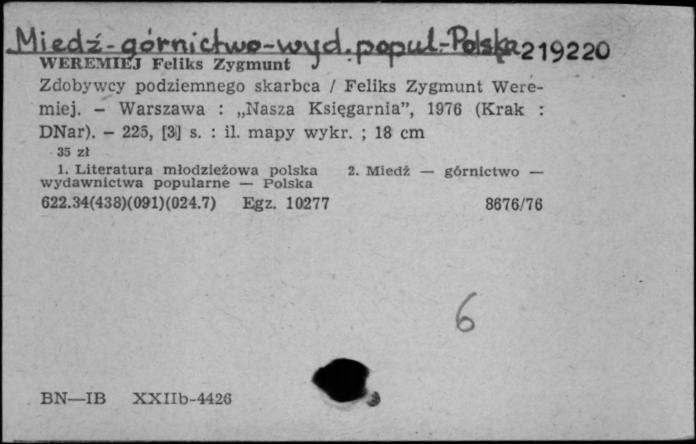 Miedź-górnictwo-wyd. popul.-Polska 219220
WEREMIEJ Feliks Zygmunt
Zdobywcy podziemnego skarbca / Feliks Zygmunt Were-
miej. — Warszawa : „Nasza Księgarnia”, 1976 (Krak :
DNar). — 225, [3] s. : il. mapy wykr. ; 18 cm
35 zł
1. Literatura młodzieżowa polska 2. Miedź — górnictwo —
wydawnictwa popularne — Polska
622.34(438)(091)(024.7) Egz. 10277 8676/76
6
BN—IB XXIIb-4426